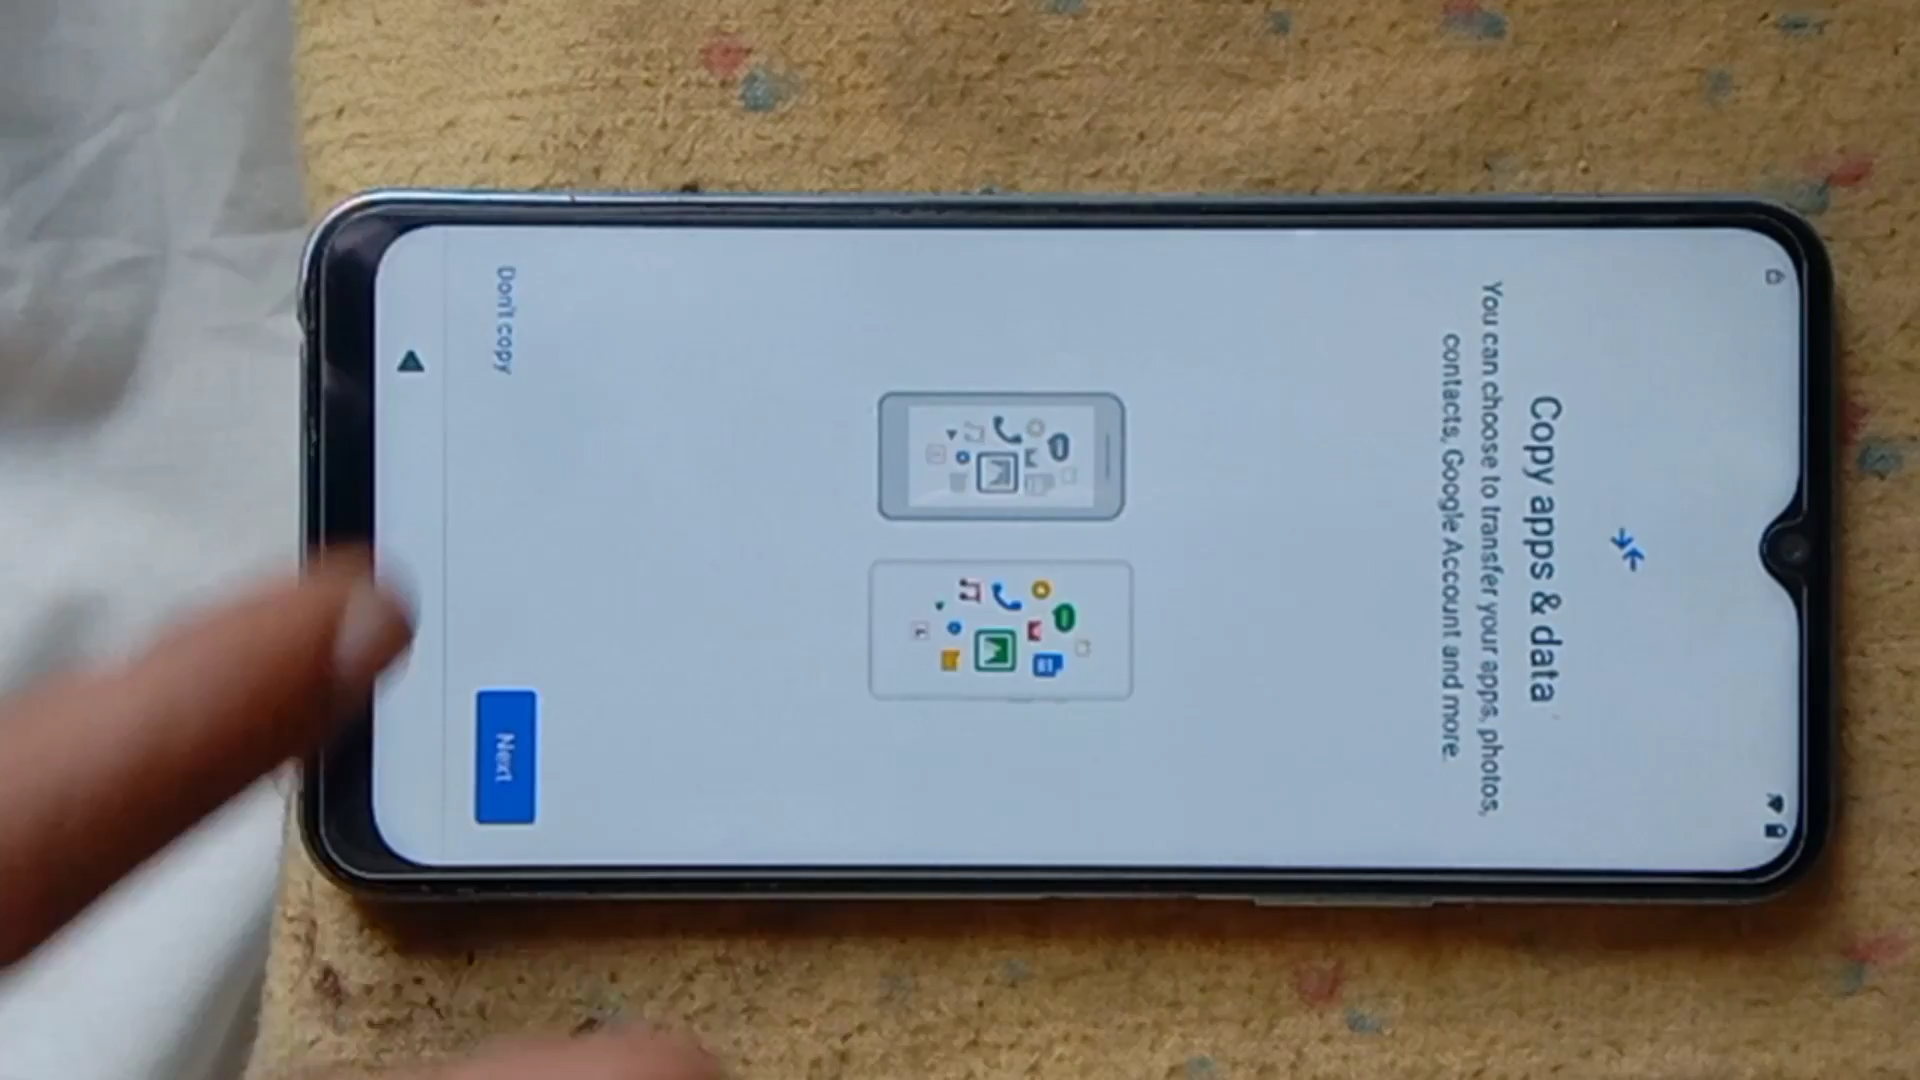 Copy apps & data
You can choose to transfer your apps, photos,
contacts, Google Account and more.
Don't copy
Next